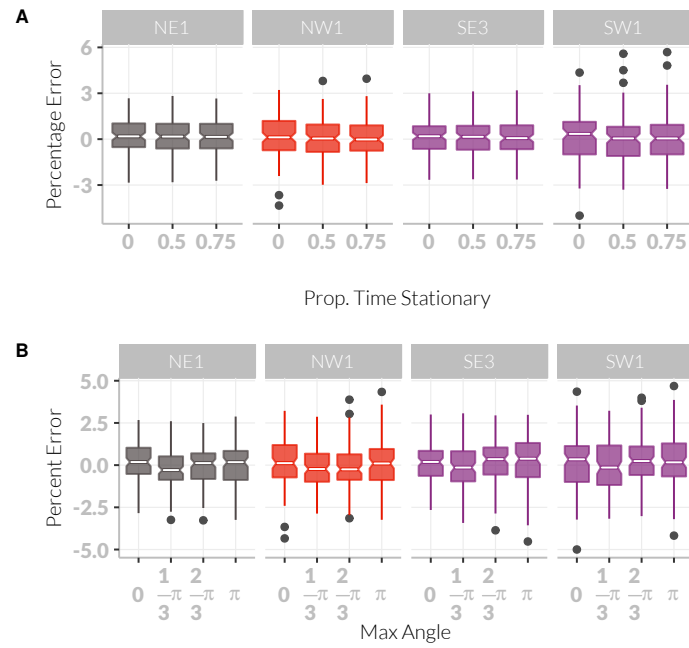 A
NE1 NW1 SE3 SW1
6
3
0
-3
Percentage Error
0 0.5 0.75 0 0.5 0.75 0 0.5 0.75 0 0.5 0.75
Prop. Time Stationary
B
NE1 NW1 SE3 SW1
5.0
2.5
0.0
-2.5
-5.0
Percent Error
0 1/3 π 2/3 π π 0 1/3 π 2/3 π π 0 1/3 π 2/3 π π 0 1/3 π 2/3 π π
Max Angle